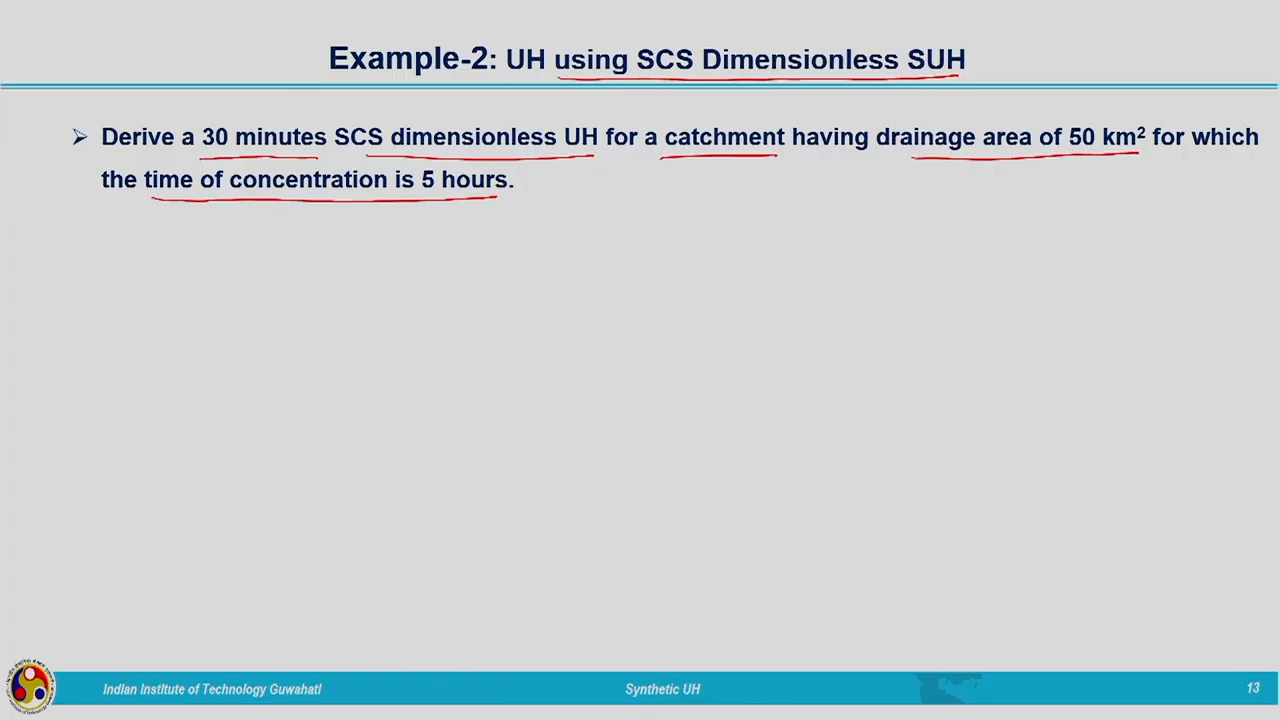 Example-2: UH using SCS Dimensionless SUH
➢ Derive a 30 minutes SCS dimensionless UH for a catchment having drainage area of 50 km² for which
the time of concentration is 5 hours.
Indian Institute of Technology Guwahati
Synthetic UH
13